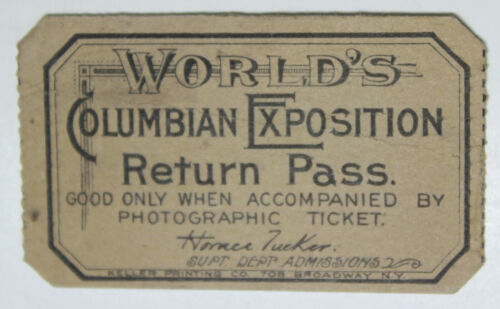 WORLD'S
COLUMBIAN EXPOSITION
Return Pass.
GOOD ONLY WHEN ACCOMPANIED BY
PHOTOGRAPHIC TICKET.
Horace Tucker.
SUPT. DEPT. ADMISSIONS
KELLER PRINTING CO. 708 BROADWAY N.Y.